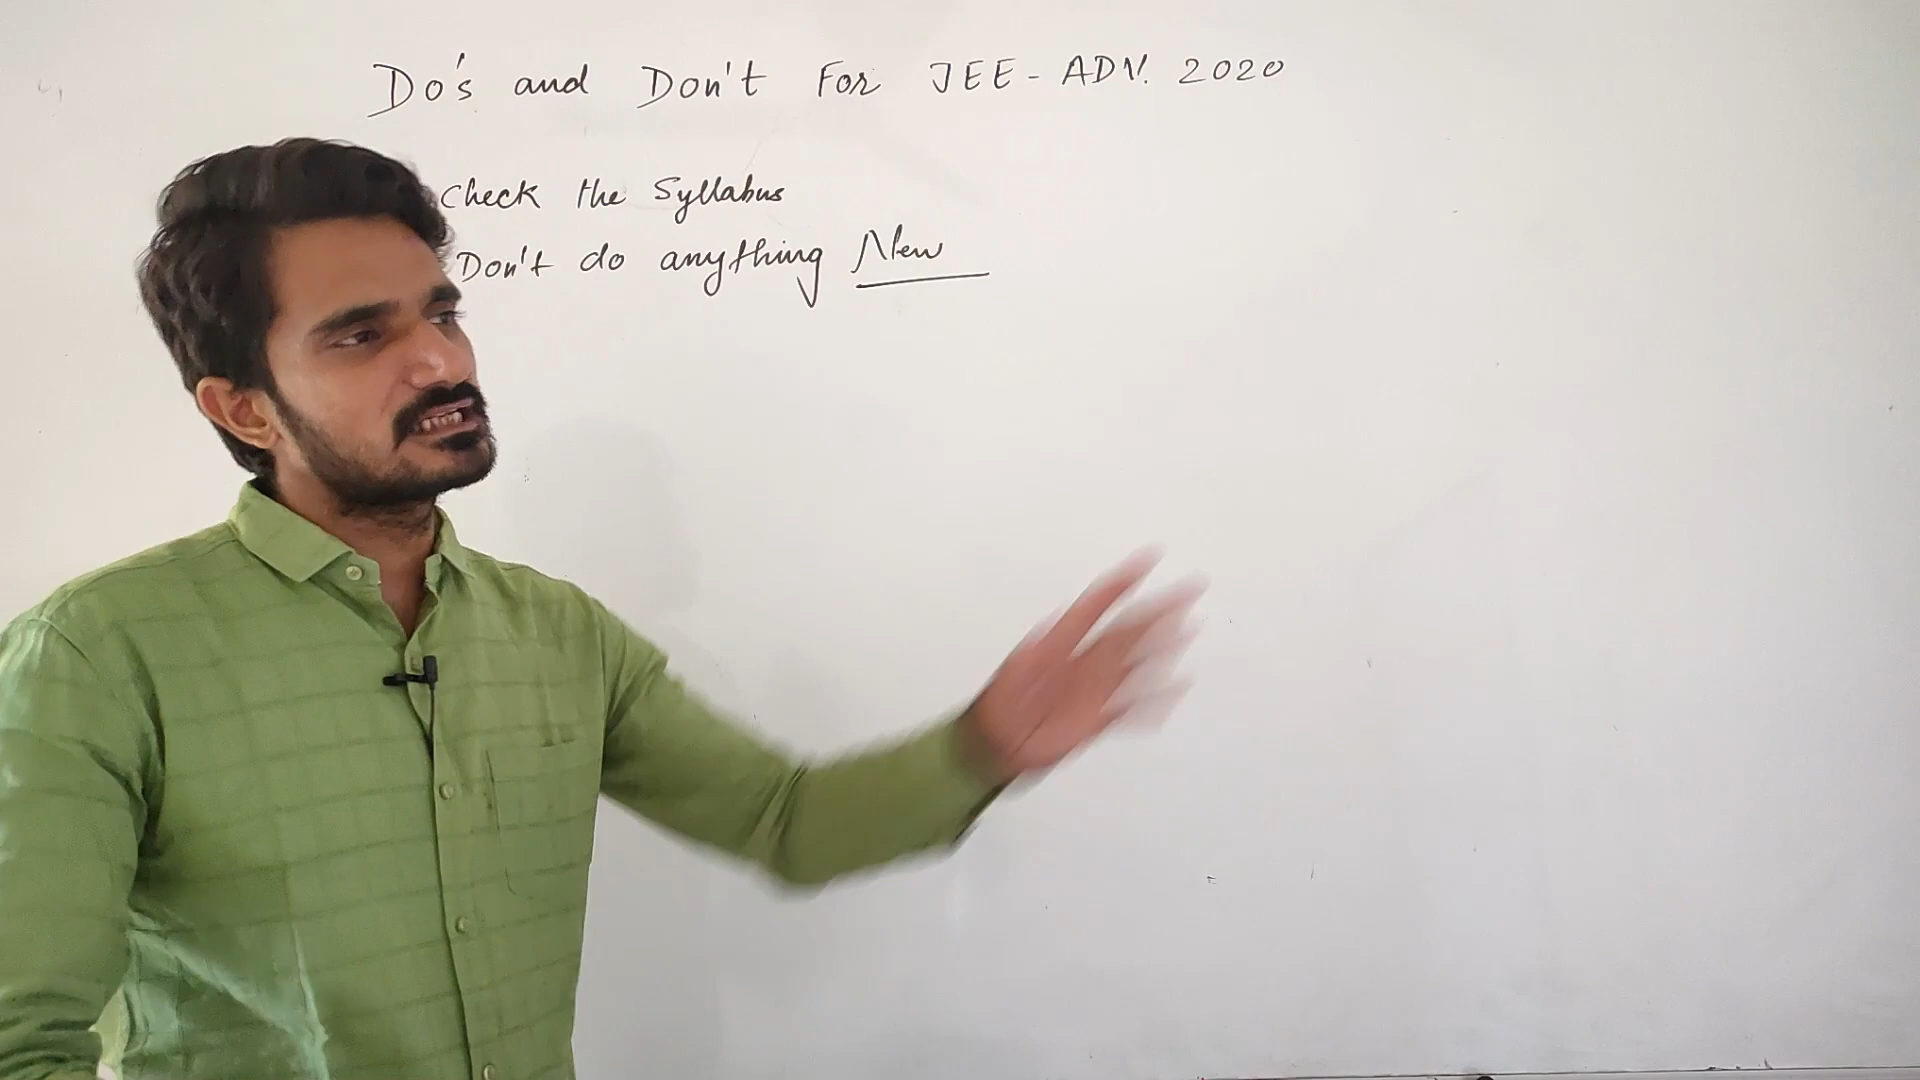 Do's and Don't For JEE - ADV. 2020
Check the Syllabus
Don't do anything New